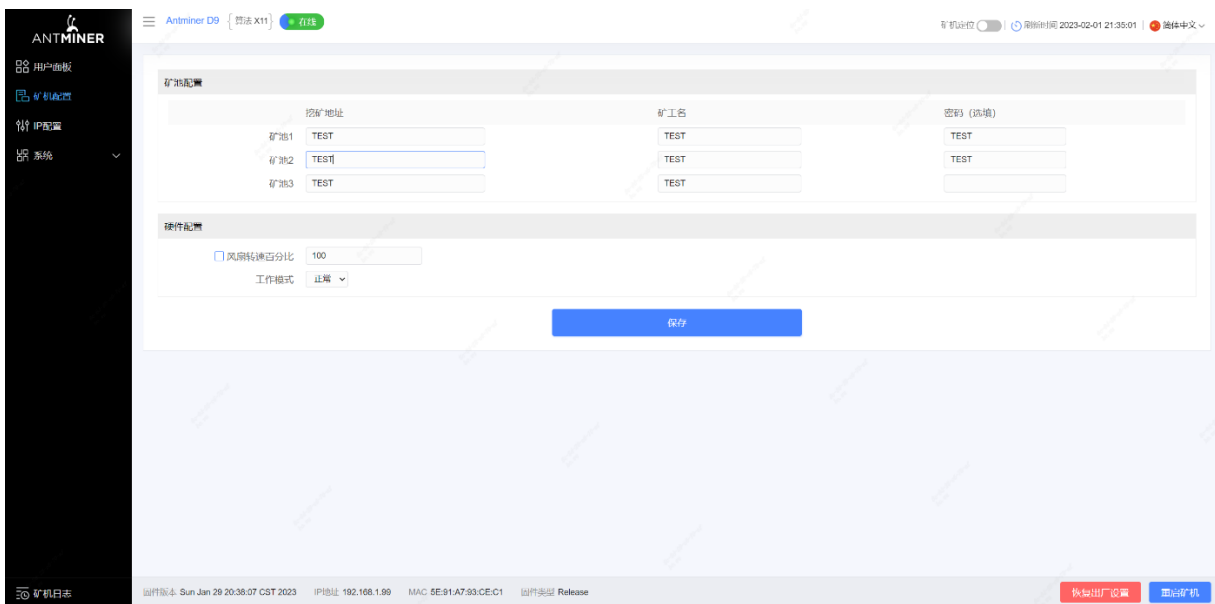 ANTMINER
Antminer D9 算法 X11 在线
矿机定位 刷新时间 2023-02-01 21:35:01 简体中文
用户面板
矿机配置
IP配置
系统
矿池配置
挖矿地址 矿工名 密码 (选填)
矿池1 TEST TEST TEST
矿池2 TEST TEST TEST
矿池3 TEST TEST
硬件配置
风扇转速百分比 100
工作模式 正常
保存
矿机日志
固件版本 Sun Jan 29 20:38:07 CST 2023 IP地址 192.168.1.99 MAC 5E:91:A7:93:CE:C1 固件类型 Release
恢复出厂设置 重启矿机